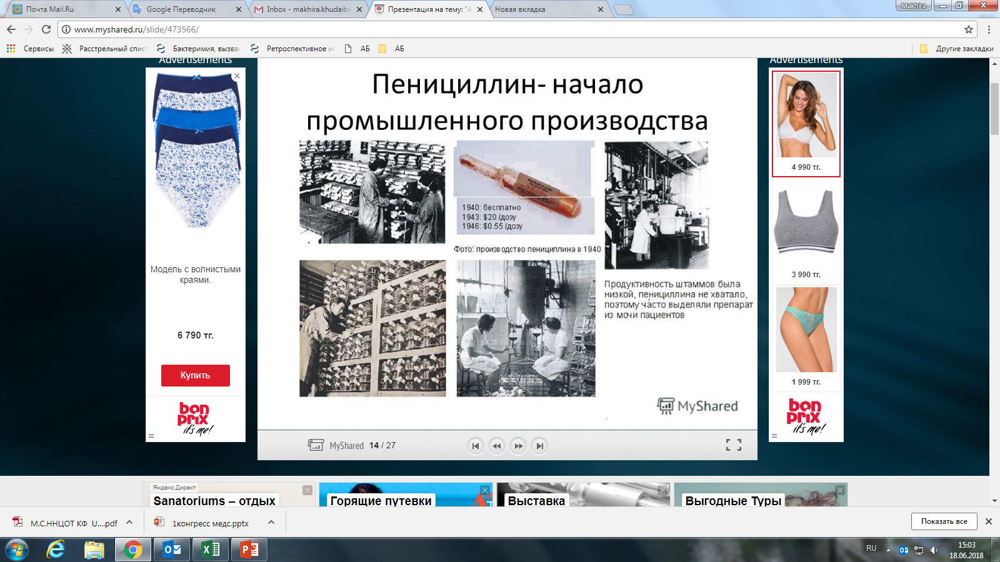 Почта Mail.Ru
Google Переводчик
Inbox - makhira.khudaibe
Презентация на тему: "А
Новая вкладка
Makhira
www.myshared.ru/slide/473566/
Сервисы
Расстрельный спис
Бактеримия, вызван
Ретроспективное ис
АБ
АБ
Другие закладки
Advertisements
Модель с волнистыми
краями.
6 790 тг.
Купить
bon
prix
it's me!
Пенициллин- начало
промышленного производства
PENICILLIN
1940: бесплатно
1943: $20 /дозу
1946: $0.55 /дозу
Фото: производство пенициллина в 1940
Продуктивность штаммов была
низкой, пенициллина не хватало,
поэтому часто выделяли препарат
из мочи пациентов
MyShared
MyShared 14 / 27
Advertisements
4 990 тг.
3 990 тг.
1 999 тг.
bon
prix
it's me!
Яндекс.Директ
Sanatoriums – отдых
Горящие путевки
Выставка
Выгодные Туры
М.С.ННЦОТ КФ U....pdf
1конгресс медс.pptx
Показать все
RU
15:03
18.06.2018